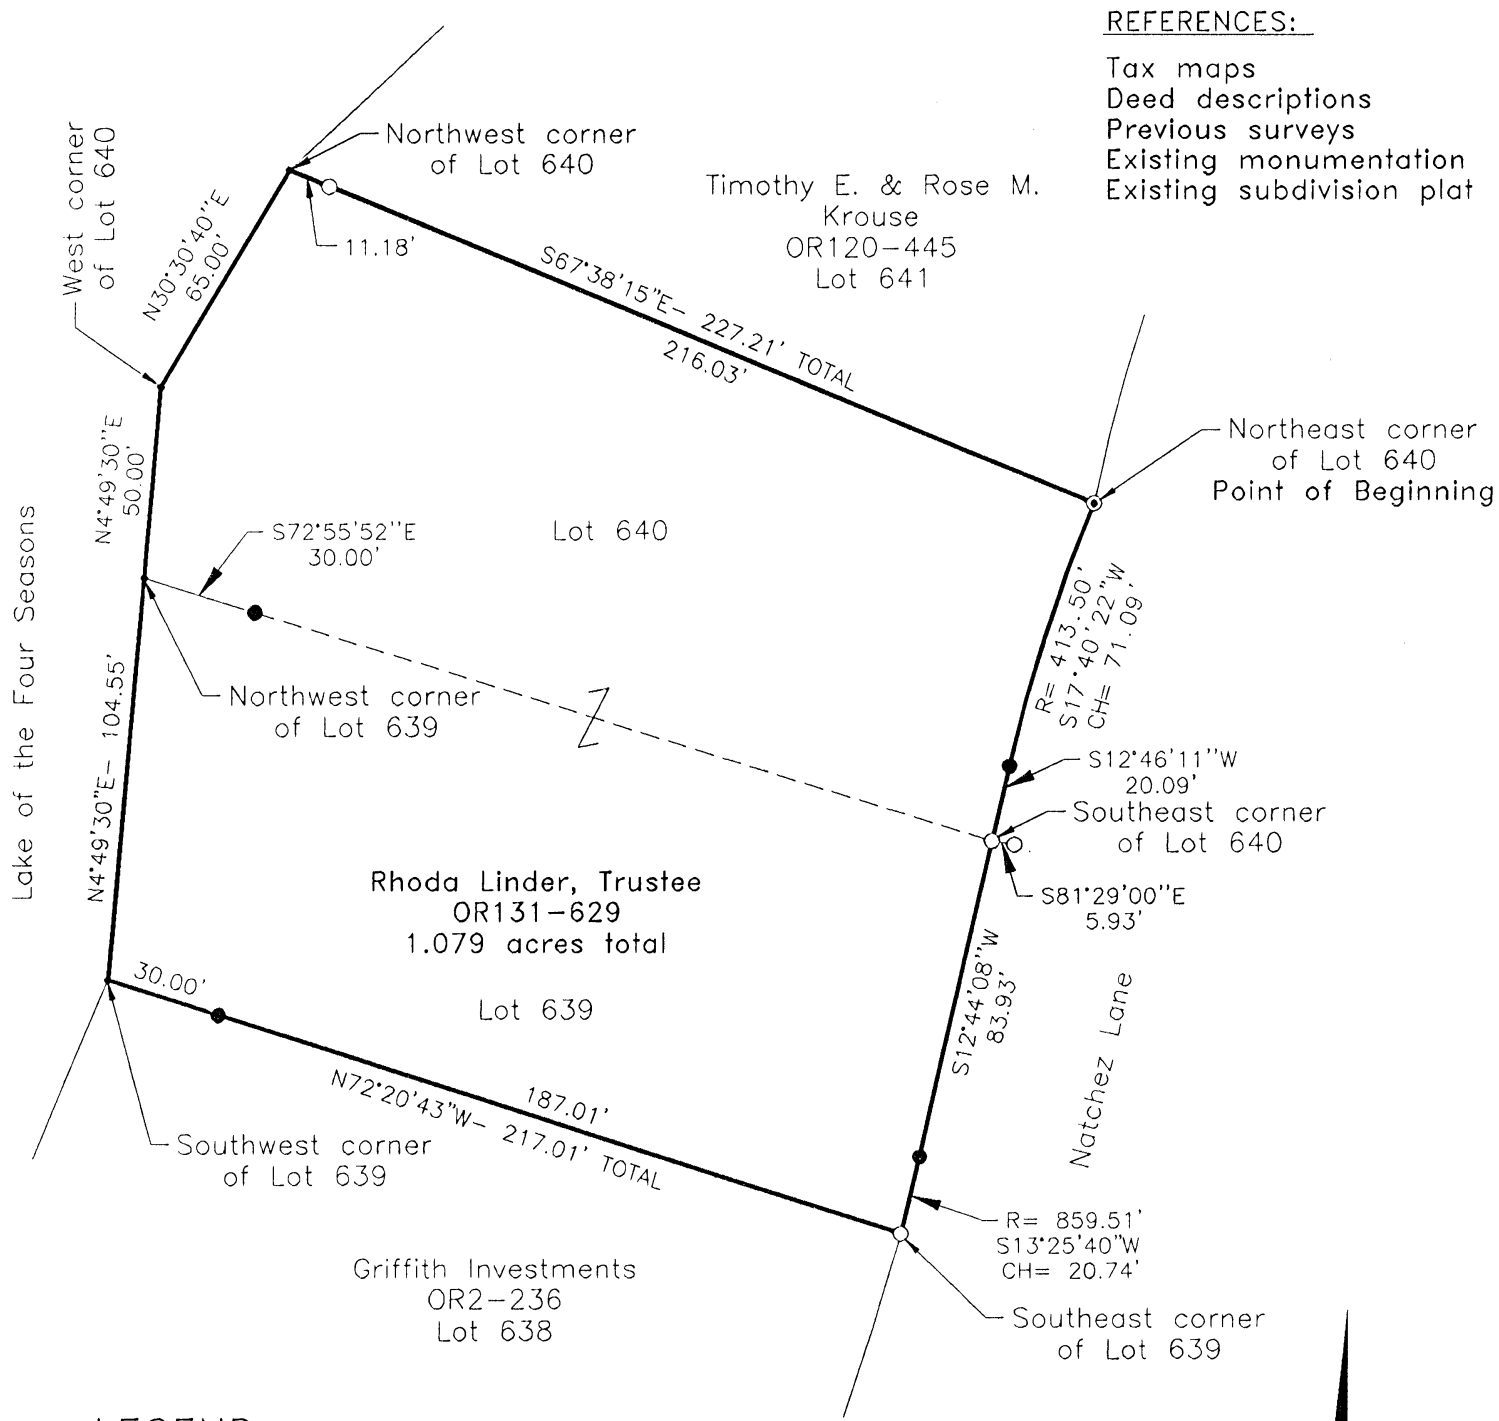 REFERENCES:
Tax maps
Deed descriptions
Previous surveys
Existing monumentation
Existing subdivision plat
Northwest corner
of Lot 640
West corner
of Lot 640
N30°30'40"E
65.00'
11.18'
Timothy E. & Rose M.
Krouse
OR120-445
Lot 641
S67°38'15"E- 227.21' TOTAL
216.03'
Northeast corner
of Lot 640
Point of Beginning
N4°49'30"E
50.00'
S72°55'52"E
30.00'
Lot 640
Lake of the Four Seasons
R= 413.50'
S17°40'22"W
CH= 71.09'
Northwest corner
of Lot 639
N4°49'30"E- 104.55'
S12°46'11"W
20.09'
Southeast corner
of Lot 640
S81°29'00"E
5.93'
Rhoda Linder, Trustee
OR131-629
1.079 acres total
Lot 639
30.00'
S12°44'08"W
83.93'
Natchez Lane
187.01'
N72°20'43"W- 217.01' TOTAL
Southwest corner
of Lot 639
R= 859.51'
S13°25'40"W
CH= 20.74'
Griffith Investments
OR2-236
Lot 638
Southeast corner
of Lot 639
LEGEND